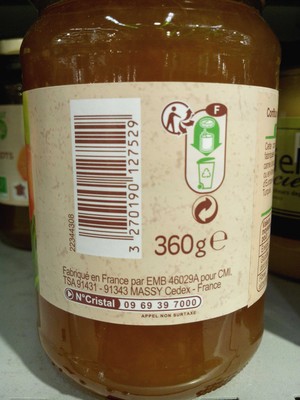 F
22344308
3 270190 127529
360g e
Fabriqué en France par EMB 46029A pour CMI,
TSA 91431 - 91343 MASSY Cedex - France
N°Cristal 09 69 39 7000
APPEL NON SURTAXÉ